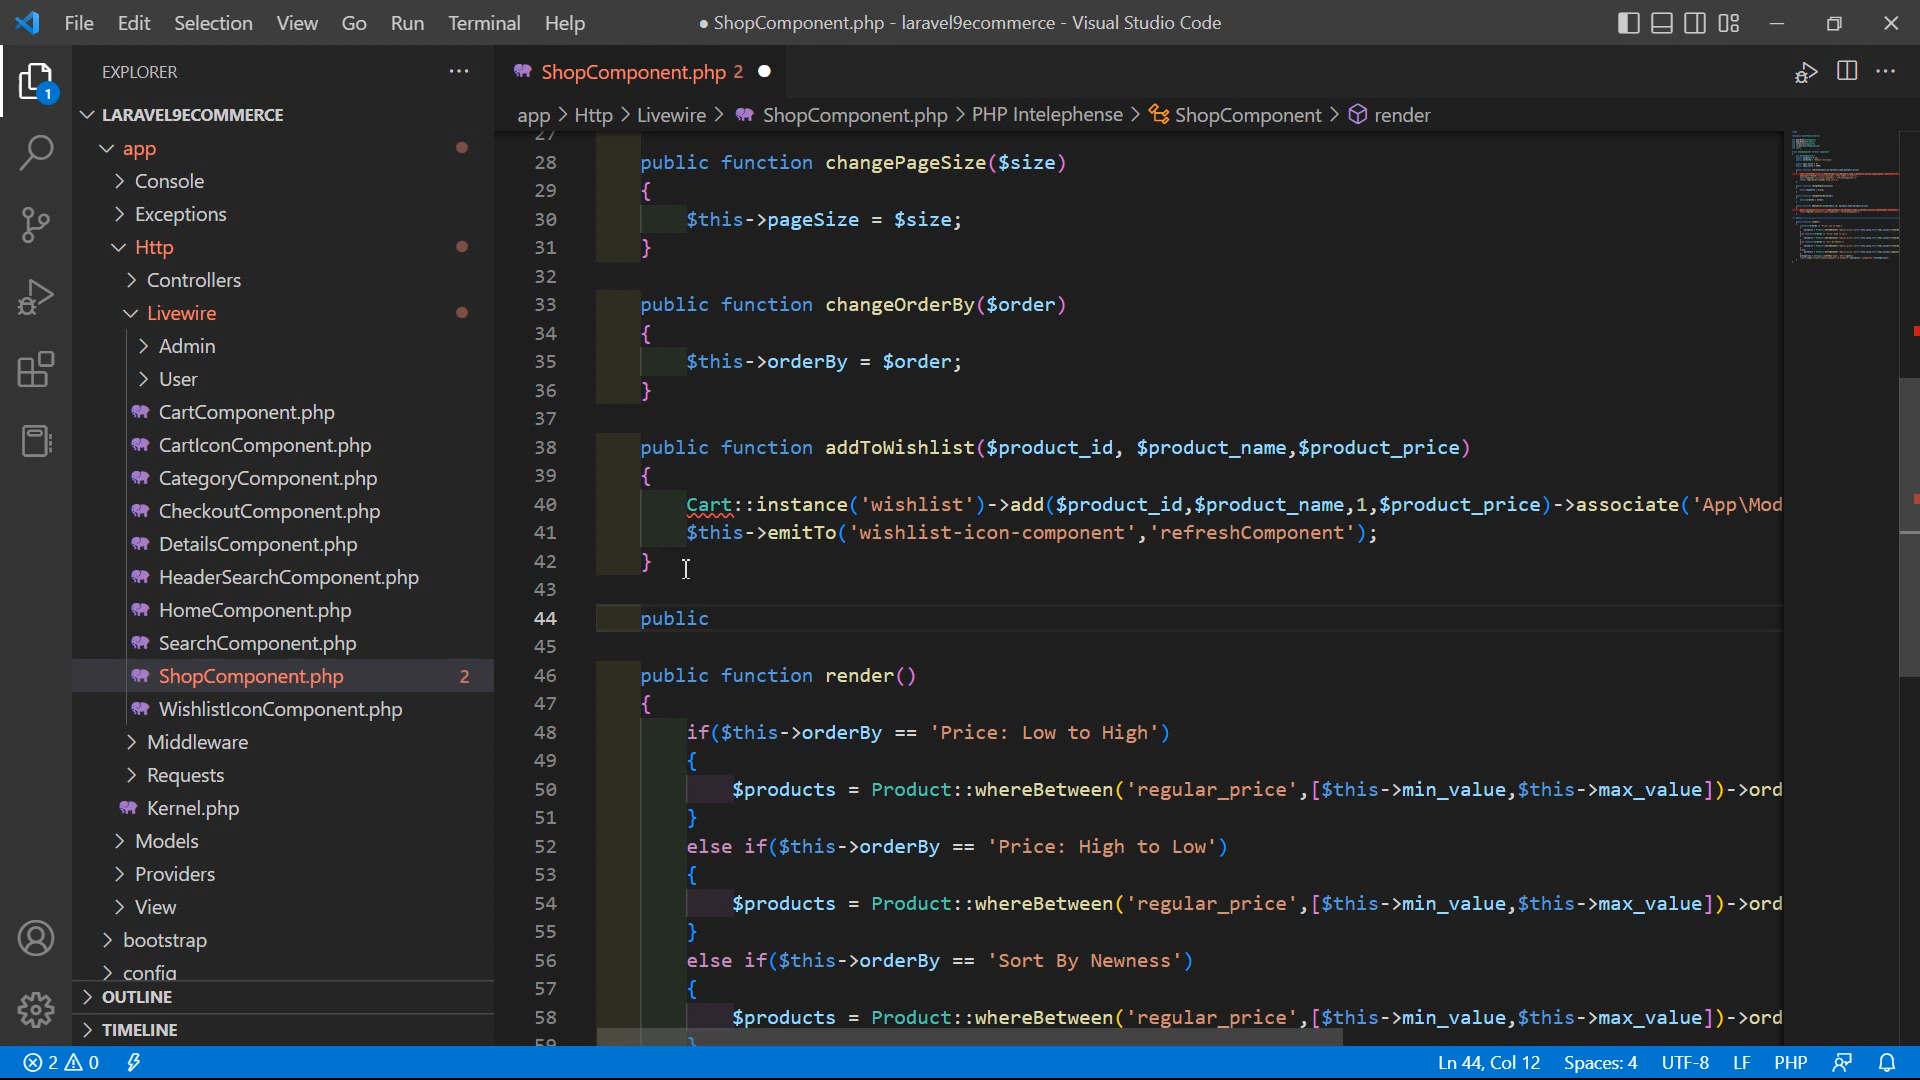 File Edit Selection View Go Run Terminal Help
● ShopComponent.php - laravel9ecommerce - Visual Studio Code
EXPLORER
LARAVEL9ECOMMERCE
app
Console
Exceptions
Http
Controllers
Livewire
Admin
User
CartComponent.php
CartIconComponent.php
CategoryComponent.php
CheckoutComponent.php
DetailsComponent.php
HeaderSearchComponent.php
HomeComponent.php
SearchComponent.php
ShopComponent.php 2
WishlistIconComponent.php
Middleware
Requests
Kernel.php
Models
Providers
View
bootstrap
config
OUTLINE
TIMELINE
1
ShopComponent.php 2
app > Http > Livewire > ShopComponent.php > PHP Intelephense > ShopComponent > render
27
28 public function changePageSize($size)
29 {
30 $this->pageSize = $size;
31 }
32
33 public function changeOrderBy($order)
34 {
35 $this->orderBy = $order;
36 }
37
38 public function addToWishlist($product_id, $product_name,$product_price)
39 {
40 Cart::instance('wishlist')->add($product_id,$product_name,1,$product_price)->associate('App\Mod
41 $this->emitTo('wishlist-icon-component','refreshComponent');
42 }
43
44 public
45
46 public function render()
47 {
48 if($this->orderBy == 'Price: Low to High')
49 {
50 $products = Product::whereBetween('regular_price',[$this->min_value,$this->max_value])->ord
51 }
52 else if($this->orderBy == 'Price: High to Low')
53 {
54 $products = Product::whereBetween('regular_price',[$this->min_value,$this->max_value])->ord
55 }
56 else if($this->orderBy == 'Sort By Newness')
57 {
58 $products = Product::whereBetween('regular_price',[$this->min_value,$this->max_value])->ord
59 }
2 0 Ln 44, Col 12 Spaces: 4 UTF-8 LF PHP